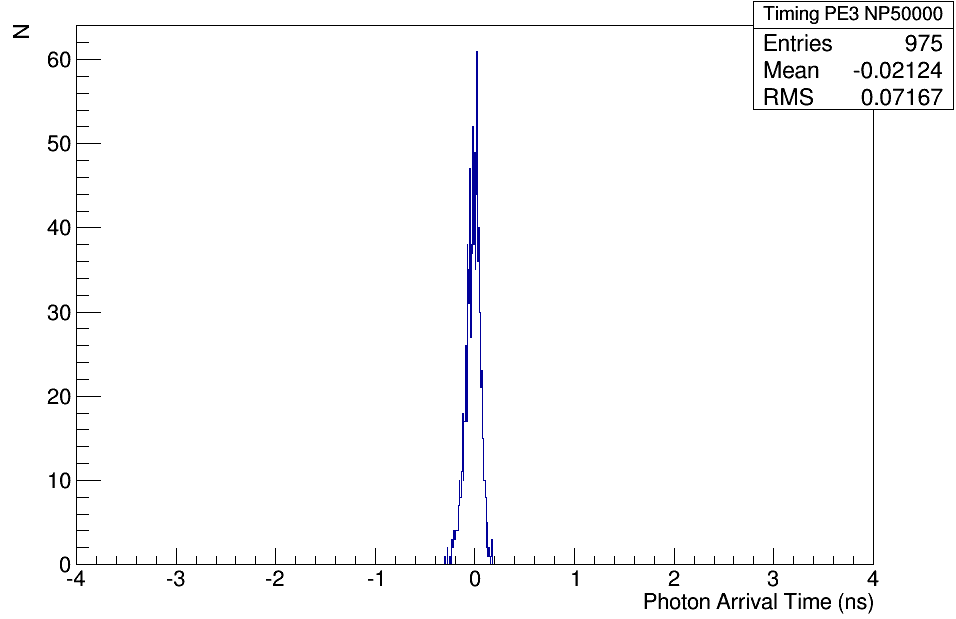 Timing PE3 NP50000
Entries 975
Mean -0.02124
RMS 0.07167
N
60
50
40
30
20
10
0
-4 -3 -2 -1 0 1 2 3 4
Photon Arrival Time (ns)